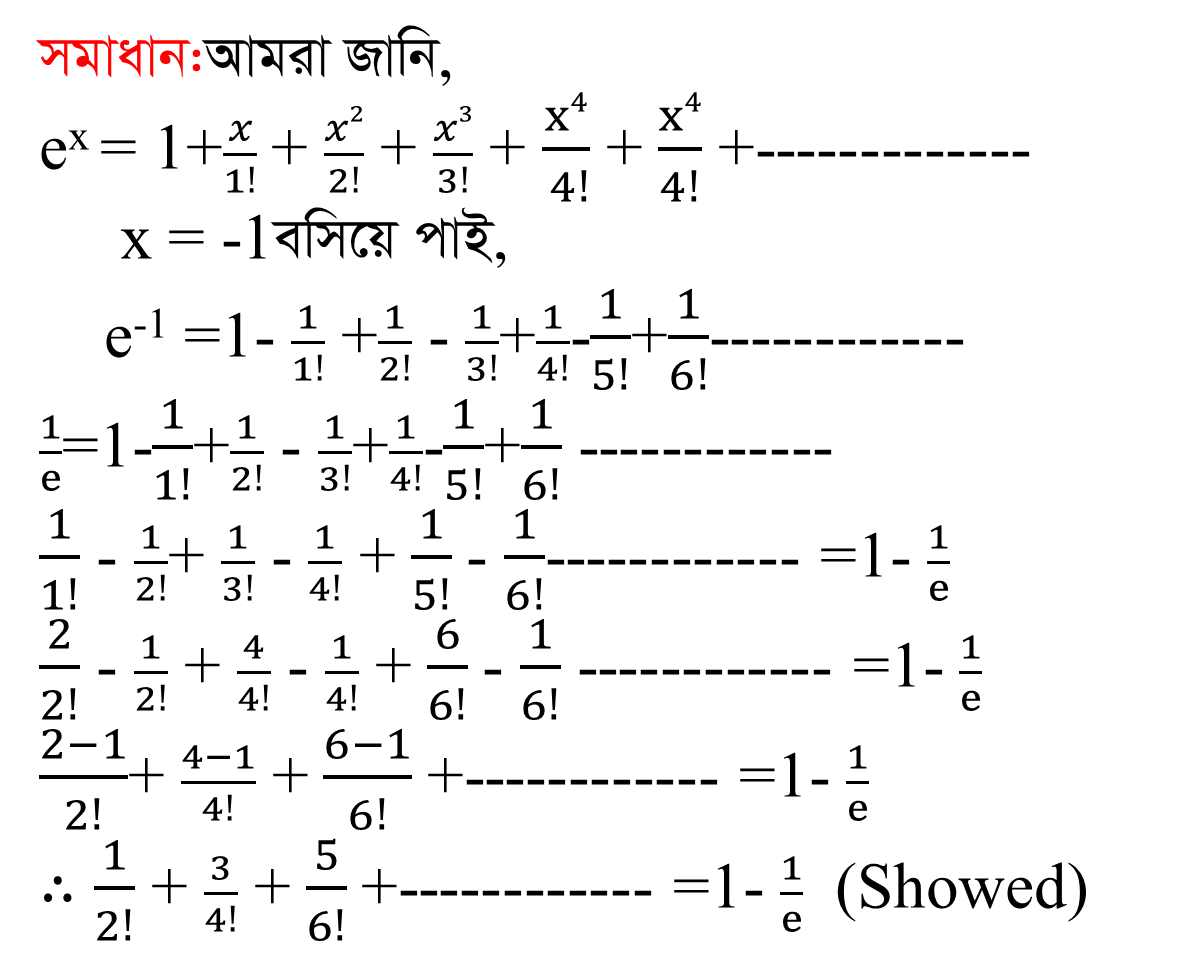 সমাধানঃআমরা জানি,
eˣ = 1+x/1! + x²/2! + x³/3! + x⁴/4! + x⁴/4! +-------------
x = -1বসিয়ে পাই,
e⁻¹ =1- 1/1! +1/2! - 1/3!+1/4!-1/5!+1/6!------------
1/e=1-1/1!+1/2! - 1/3!+1/4!-1/5!+1/6! ------------
1/1! - 1/2!+ 1/3! - 1/4! + 1/5! - 1/6!------------ =1- 1/e
2/2! - 1/2! + 4/4! - 1/4! + 6/6! - 1/6! ------------ =1- 1/e
2−1/2!+ 4−1/4! + 6−1/6! +------------ =1- 1/e
∴ 1/2! + 3/4! + 5/6! +------------ =1- 1/e (Showed)